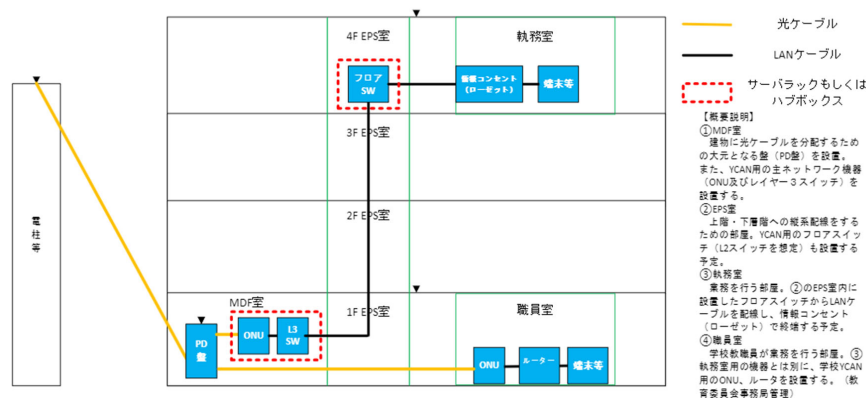 4F EPS室
執務室
フロア
SW
情報コンセント
(ローゼット)
端末等
3F EPS室
2F EPS室
電柱等
MDF室
1F EPS室
職員室
PD
盤
ONU
L3
SW
ONU
ルーター
端末等
光ケーブル
LANケーブル
サーバラックもしくは
ハブボックス
【概要説明】
①MDF室
建物に光ケーブルを分配するため
の大元となる盤（PD盤）を設置。
また、YCAN用の主ネットワーク機器
（ONU及びレイヤー３スイッチ）を
設置する。
②EPS室
上階・下層階への縦系配線をする
ための部屋。YCAN用のフロアスイッ
チ（L2スイッチを想定）も設置する
予定。
③執務室
業務を行う部屋。②のEPS室内に
設置したフロアスイッチからLANケ
ーブルを配線し、情報コンセント
（ローゼット）で終端する予定。
④職員室
学校教職員が業務を行う部屋。③
執務室用の機器とは別に、学校YCAN
用のONU、ルータを設置する。（教
育委員会事務局管理）